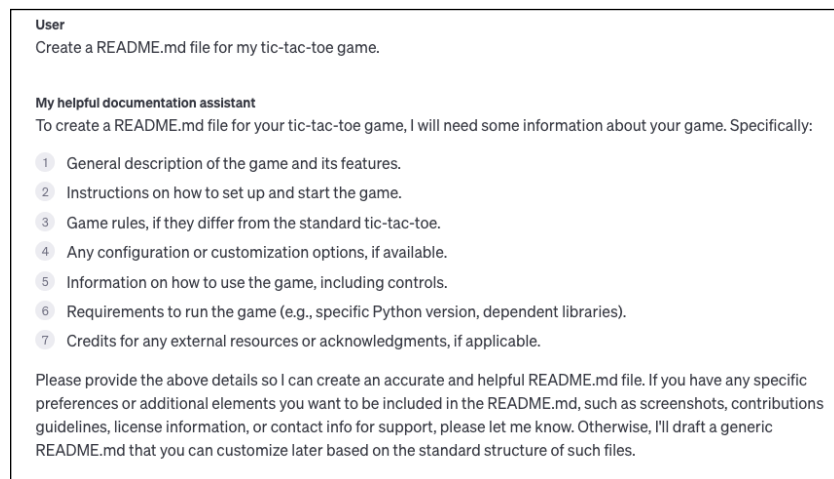 User
Create a README.md file for my tic-tac-toe game.
My helpful documentation assistant
To create a README.md file for your tic-tac-toe game, I will need some information about your game. Specifically:
1 General description of the game and its features.
2 Instructions on how to set up and start the game.
3 Game rules, if they differ from the standard tic-tac-toe.
4 Any configuration or customization options, if available.
5 Information on how to use the game, including controls.
6 Requirements to run the game (e.g., specific Python version, dependent libraries).
7 Credits for any external resources or acknowledgments, if applicable.
Please provide the above details so I can create an accurate and helpful README.md file. If you have any specific
preferences or additional elements you want to be included in the README.md, such as screenshots, contributions
guidelines, license information, or contact info for support, please let me know. Otherwise, I'll draft a generic
README.md that you can customize later based on the standard structure of such files.